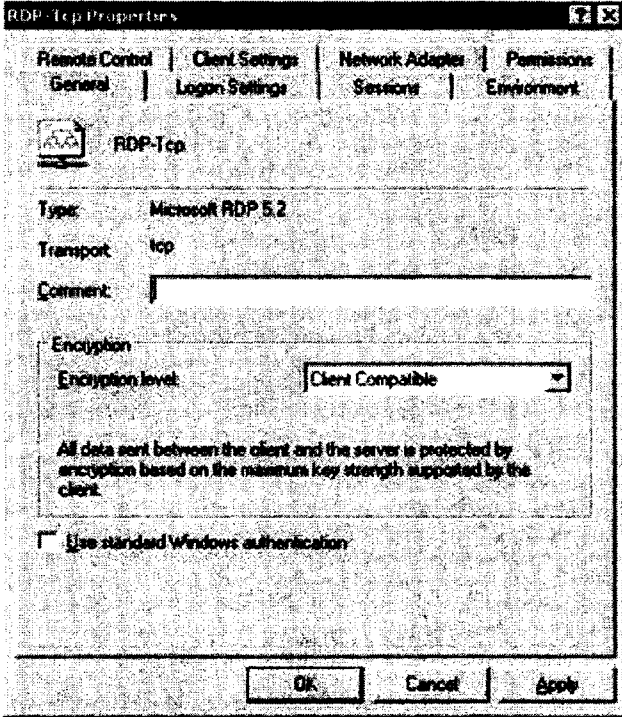 RDP-Tcp Properties
Remote Control Client Settings Network Adapter Permissions
General Logon Settings Sessions Environment
RDP-Tcp
Type: Microsoft RDP 5.2
Transport: tcp
Comment:
Encryption
Encryption level: Client Compatible
All data sent between the client and the server is protected by
encryption based on the maximum key strength supported by the
client.
Use standard Windows authentication
OK Cancel Apply